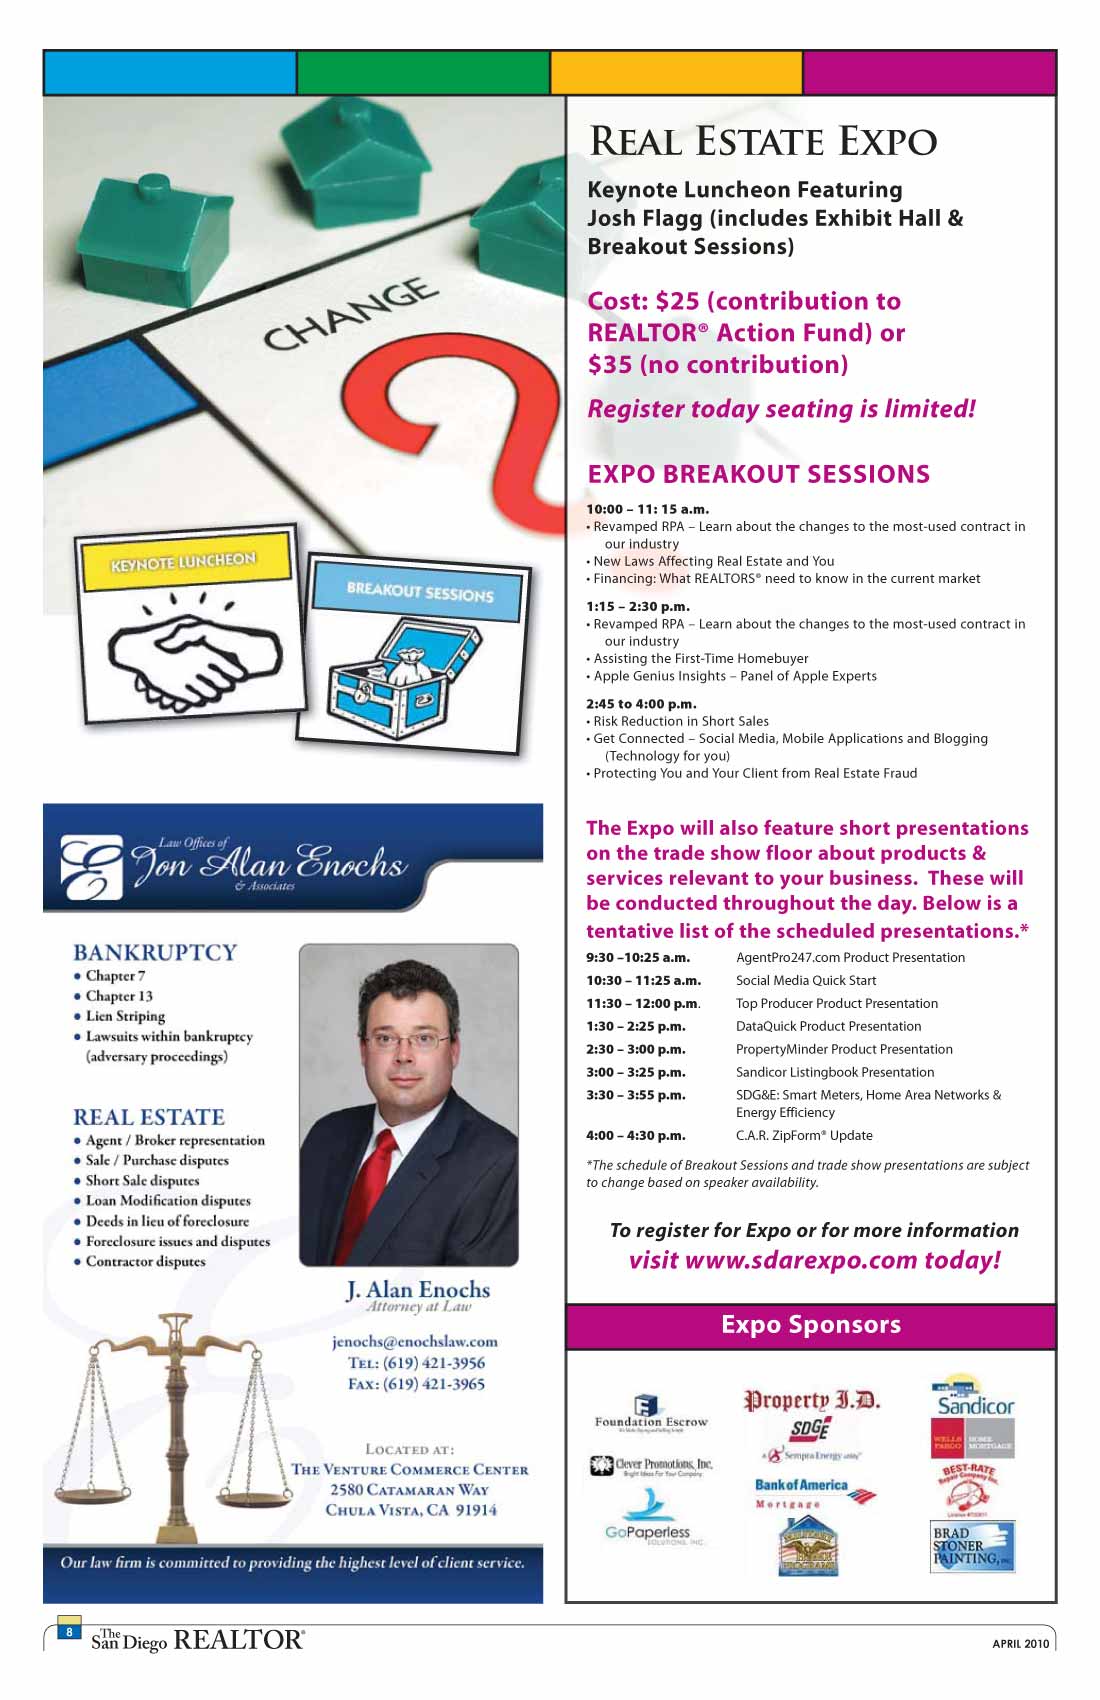 CHANGE
?
KEYNOTE LUNCHEON
BREAKOUT SESSIONS
Law Offices of
Jon Alan Enochs
& Associates
BANKRUPTCY
• Chapter 7
• Chapter 13
• Lien Striping
• Lawsuits within bankruptcy
(adversary proceedings)
REAL ESTATE
• Agent / Broker representation
• Sale / Purchase disputes
• Short Sale disputes
• Loan Modification disputes
• Deeds in lieu of foreclosure
• Foreclosure issues and disputes
• Contractor disputes
J. Alan Enochs
Attorney at Law
jenochs@enochslaw.com
Tel: (619) 421-3956
Fax: (619) 421-3965
Located at:
The Venture Commerce Center
2580 Catamaran Way
Chula Vista, CA 91914
Our law firm is committed to providing the highest level of client service.
Real Estate Expo
Keynote Luncheon Featuring
Josh Flagg (includes Exhibit Hall &
Breakout Sessions)
Cost: $25 (contribution to
REALTOR® Action Fund) or
$35 (no contribution)
Register today seating is limited!
EXPO BREAKOUT SESSIONS
10:00 – 11: 15 a.m.
• Revamped RPA – Learn about the changes to the most-used contract in
our industry
• New Laws Affecting Real Estate and You
• Financing: What REALTORS® need to know in the current market
1:15 – 2:30 p.m.
• Revamped RPA – Learn about the changes to the most-used contract in
our industry
• Assisting the First-Time Homebuyer
• Apple Genius Insights – Panel of Apple Experts
2:45 to 4:00 p.m.
• Risk Reduction in Short Sales
• Get Connected – Social Media, Mobile Applications and Blogging
(Technology for you)
• Protecting You and Your Client from Real Estate Fraud
The Expo will also feature short presentations
on the trade show floor about products &
services relevant to your business. These will
be conducted throughout the day. Below is a
tentative list of the scheduled presentations.*
9:30 –10:25 a.m. AgentPro247.com Product Presentation
10:30 – 11:25 a.m. Social Media Quick Start
11:30 – 12:00 p.m. Top Producer Product Presentation
1:30 – 2:25 p.m. DataQuick Product Presentation
2:30 – 3:00 p.m. PropertyMinder Product Presentation
3:00 – 3:25 p.m. Sandicor Listingbook Presentation
3:30 – 3:55 p.m. SDG&E: Smart Meters, Home Area Networks &
Energy Efficiency
4:00 – 4:30 p.m. C.A.R. ZipForm® Update
*The schedule of Breakout Sessions and trade show presentations are subject
to change based on speaker availability.
To register for Expo or for more information
visit www.sdarexpo.com today!
Expo Sponsors
Foundation Escrow
Clever Promotions, Inc.
Bright Ideas For Your Company
GoPaperless
SOLUTIONS, INC.
Property I.D.
SDGE
A Sempra Energy utility
Bank of America
Mortgage
Sandicor
WELLS FARGO HOME MORTGAGE
BEST-RATE
Repair Company Inc.
BRAD
STONER
PAINTING, INC.
8 The San Diego REALTOR®
APRIL 2010